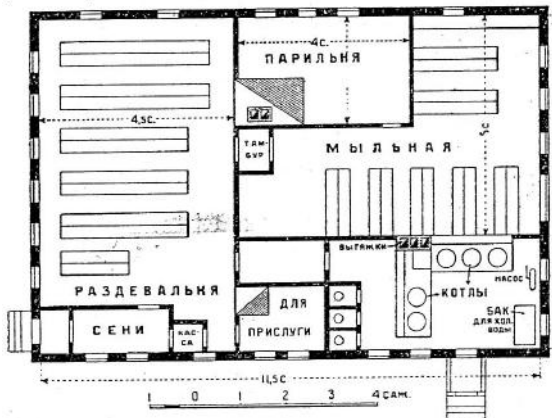 4с.
ПАРИЛЬНЯ
4,5с.
5с
ТАМ-
БУР
МЫЛЬНАЯ
ВЫТЯЖКИ
НАСОС
КОТЛЫ
РАЗДЕВАЛЬНЯ
ДЛЯ
ПРИСЛУГИ
БАК
ДЛЯ ХОЛ.
ВОДЫ
СЕНИ
КАС-
СА
11,5с
1 0 1 2 3 4 САЖ.